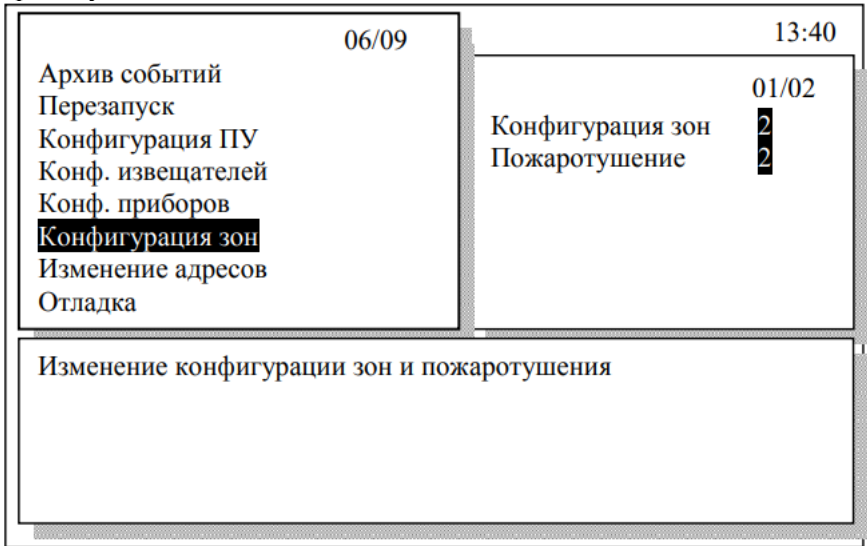 06/09
Архив событий
Перезапуск
Конфигурация ПУ
Конф. извещателей
Конф. приборов
Конфигурация зон
Изменение адресов
Отладка
13:40
01/02
Конфигурация зон 2
Пожаротушение 2
Изменение конфигурации зон и пожаротушения